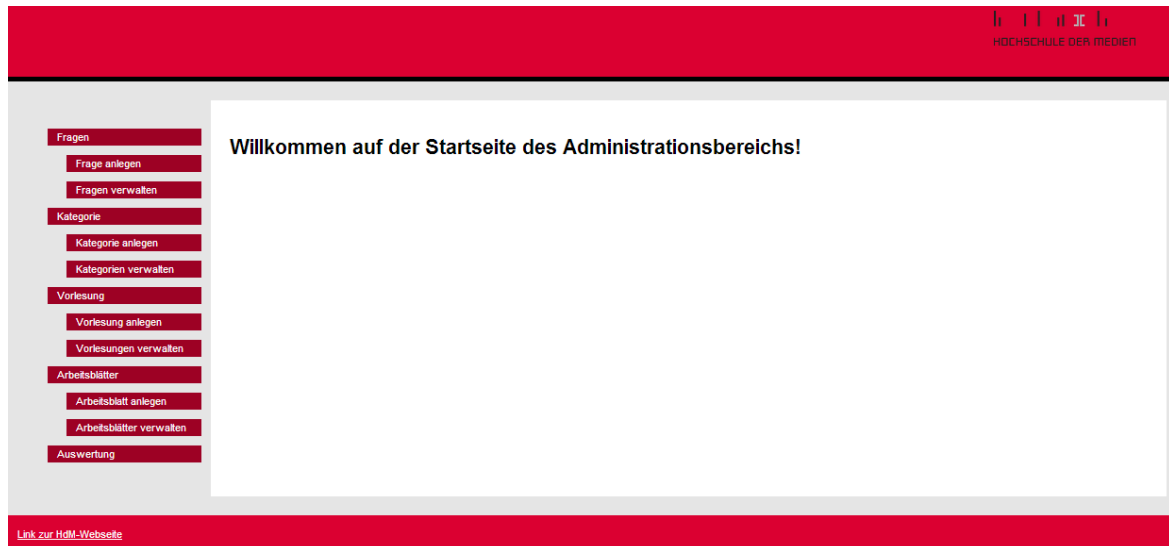 HOCHSCHULE DER MEDIEN
Fragen
Frage anlegen
Fragen verwalten
Kategorie
Kategorie anlegen
Kategorien verwalten
Vorlesung
Vorlesung anlegen
Vorlesungen verwalten
Arbeitsblätter
Arbeitsblatt anlegen
Arbeitsblätter verwalten
Auswertung
Willkommen auf der Startseite des Administrationsbereichs!
Link zur HdM-Webseite